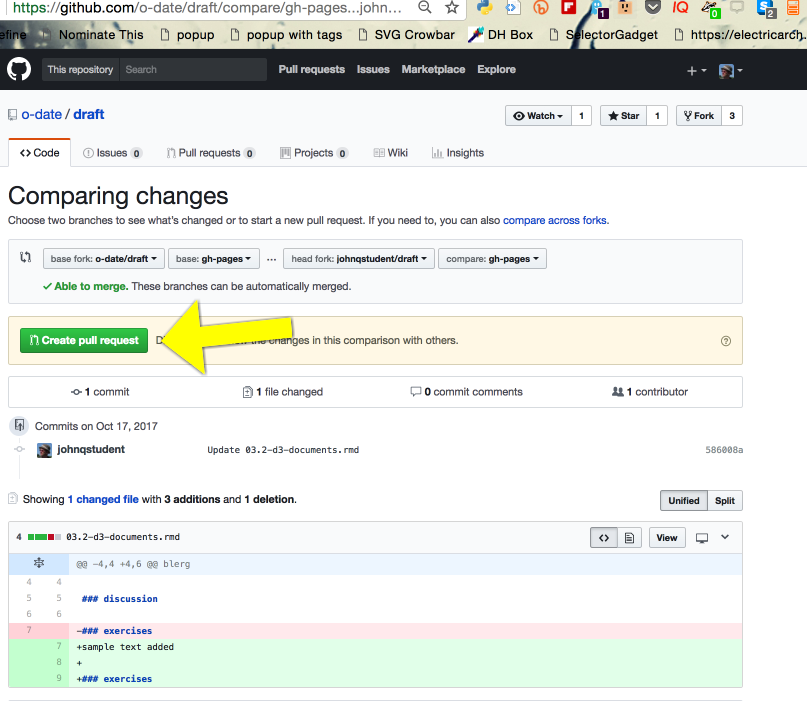 https://github.com/o-date/draft/compare/gh-pages...john...
efine Nominate This popup popup with tags SVG Crowbar DH Box SelectorGadget https://electricarch
This repository Search Pull requests Issues Marketplace Explore
o-date / draft
Watch 1 Star 1 Fork 3
Code Issues 0 Pull requests 0 Projects 0 Wiki Insights
Comparing changes
Choose two branches to see what's changed or to start a new pull request. If you need to, you can also compare across forks.
base fork: o-date/draft base: gh-pages ... head fork: johnqstudent/draft compare: gh-pages
Able to merge. These branches can be automatically merged.
Create pull request the changes in this comparison with others.
1 commit 1 file changed 0 commit comments 1 contributor
Commits on Oct 17, 2017
johnqstudent Update 03.2-d3-documents.rmd 586008a
Showing 1 changed file with 3 additions and 1 deletion.
Unified Split
4 03.2-d3-documents.rmd <> View
@@ -4,4 +4,6 @@ blerg
4 4
5 5 ### discussion
6 6
7 -### exercises
7 +sample text added
8 +
9 +### exercises